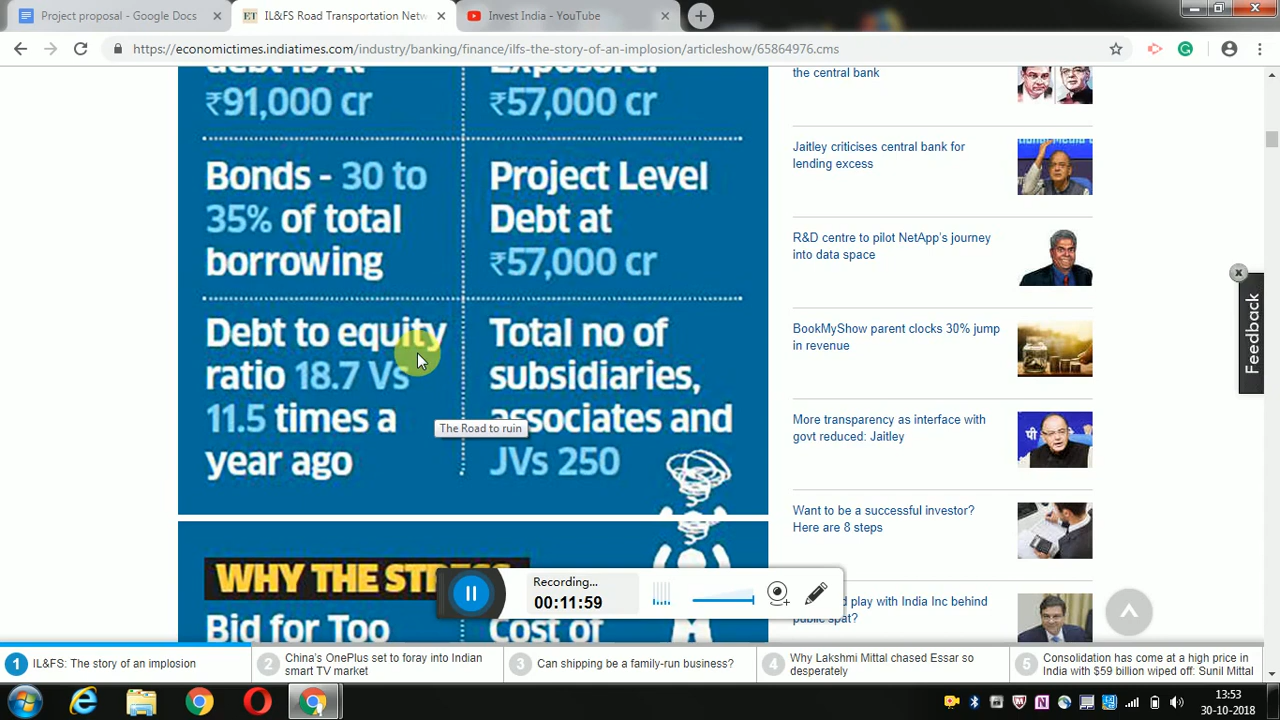 Project proposal - Google Docs
IL&FS Road Transportation Netw
Invest India - YouTube
https://economictimes.indiatimes.com/industry/banking/finance/ilfs-the-story-of-an-implosion/articleshow/65864976.cms
debt is At
₹91,000 cr
Exposure:
₹57,000 cr
Bonds - 30 to
35% of total
borrowing
Project Level
Debt at
₹57,000 cr
Debt to equity
ratio 18.7 Vs
11.5 times a
year ago
Total no of
subsidiaries,
associates and
JVs 250
The Road to ruin
WHY THE
Bid for Too
Cost of
the central bank
Jaitley criticises central bank for
lending excess
R&D centre to pilot NetApp's journey
into data space
BookMyShow parent clocks 30% jump
in revenue
More transparency as interface with
govt reduced: Jaitley
Want to be a successful investor?
Here are 8 steps
play with India Inc behind
public spat?
Feedback
Recording...
00:11:59
1 IL&FS: The story of an implosion
2 China's OnePlus set to foray into Indian
smart TV market
3 Can shipping be a family-run business?
4 Why Lakshmi Mittal chased Essar so
desperately
5 Consolidation has come at a high price in
India with $59 billion wiped off: Sunil Mittal
13:53
30-10-2018